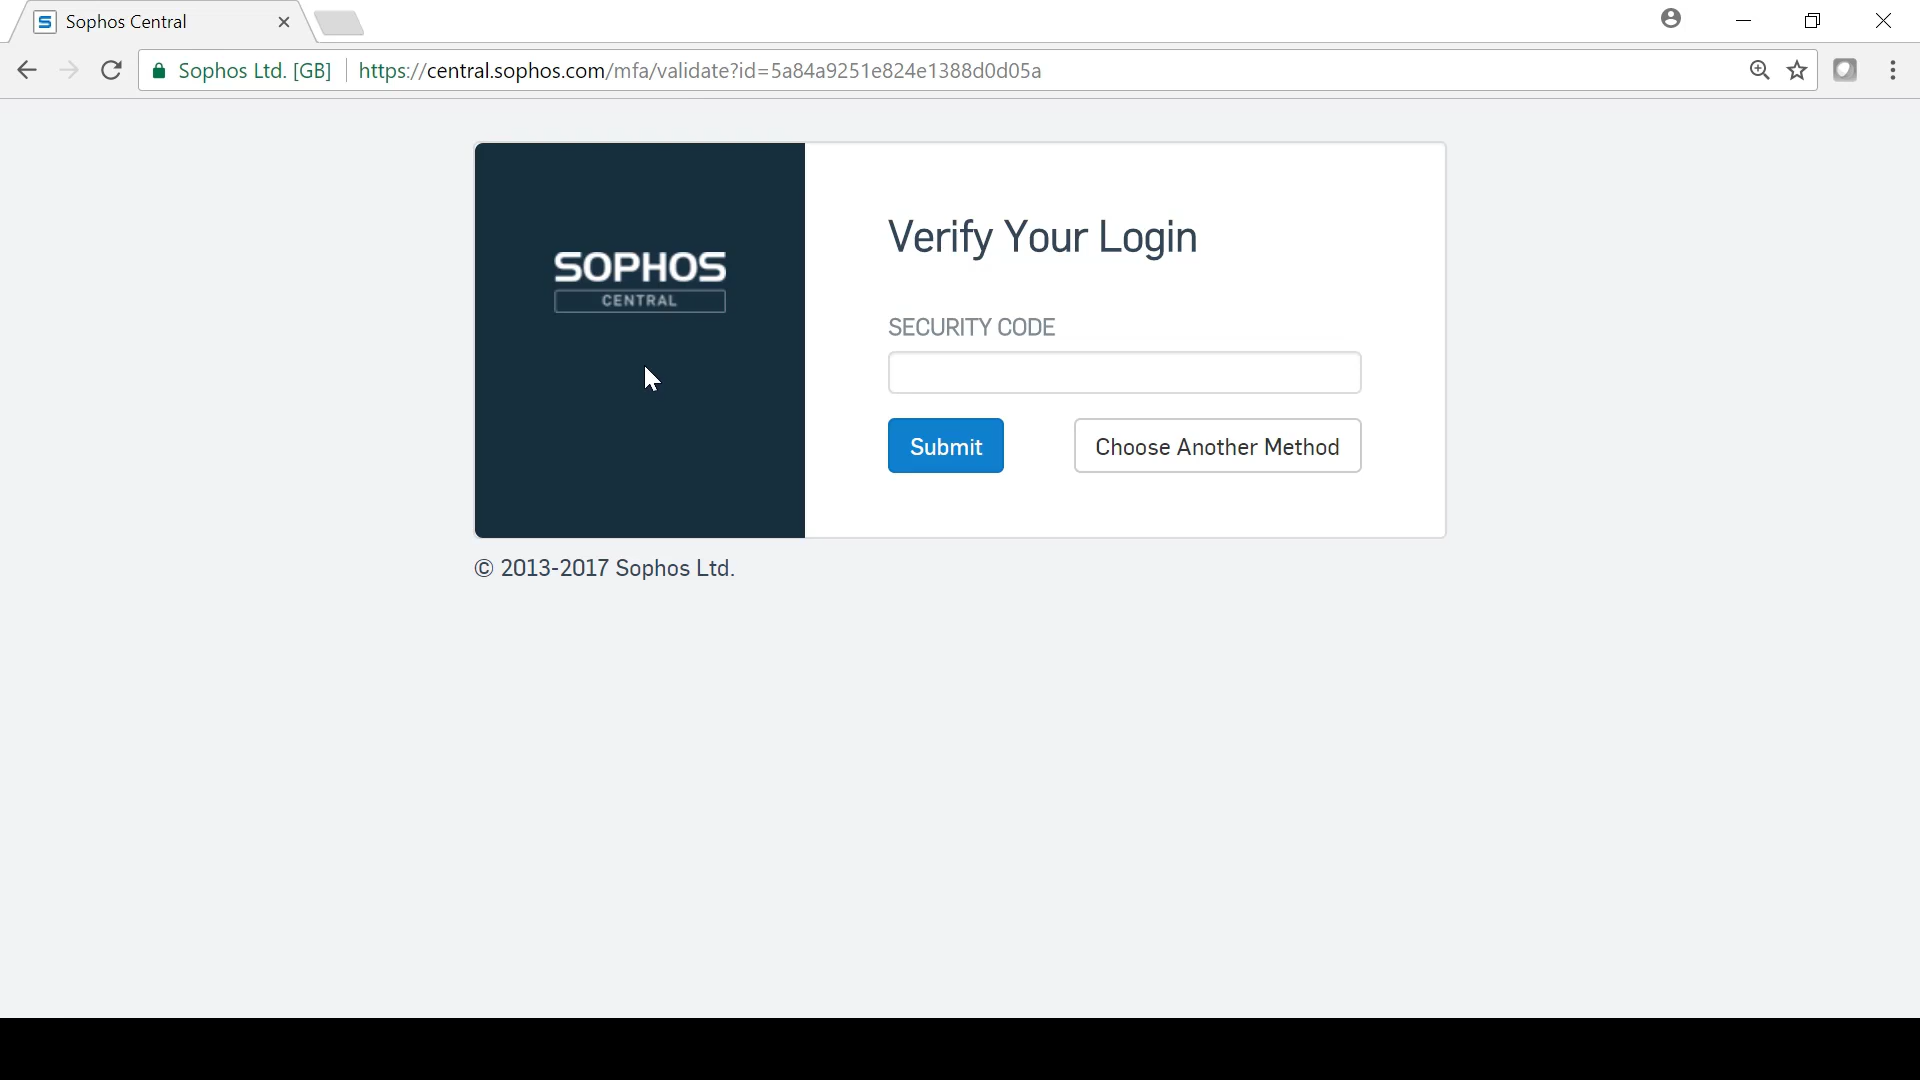 Sophos Central
Sophos Ltd. [GB] https://central.sophos.com/mfa/validate?id=5a84a9251e824e1388d0d05a
SOPHOS
CENTRAL
Verify Your Login
SECURITY CODE
Submit Choose Another Method
© 2013-2017 Sophos Ltd.